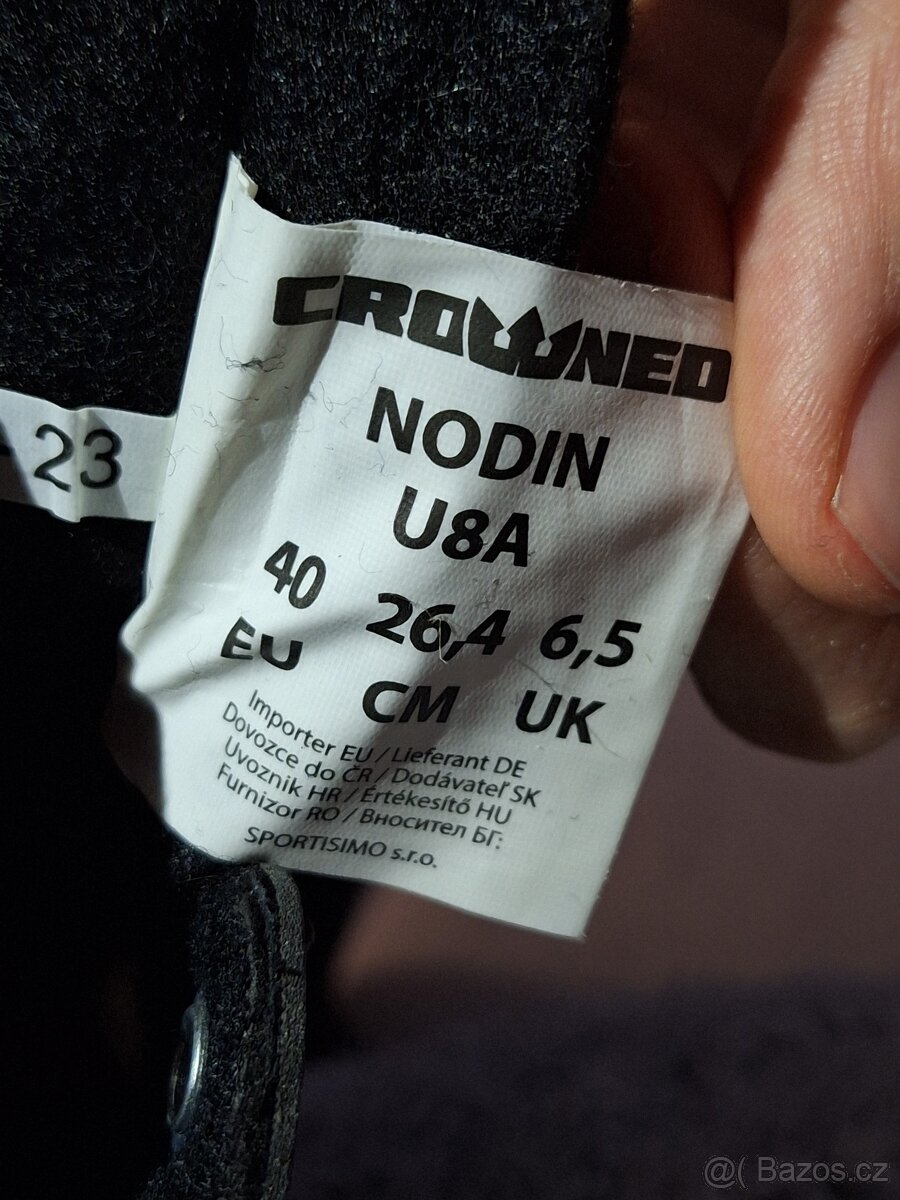 CROWNED
NODIN
U8A
40 26,4 6,5
EU CM UK
Importer EU / Lieferant DE
Dovozce do ČR / Dodávateľ SK
Uvoznik HR / Értékesítő HU
Furnizor RO / Вносител БГ:
SPORTISIMO s.r.o.
23
@( Bazos.cz